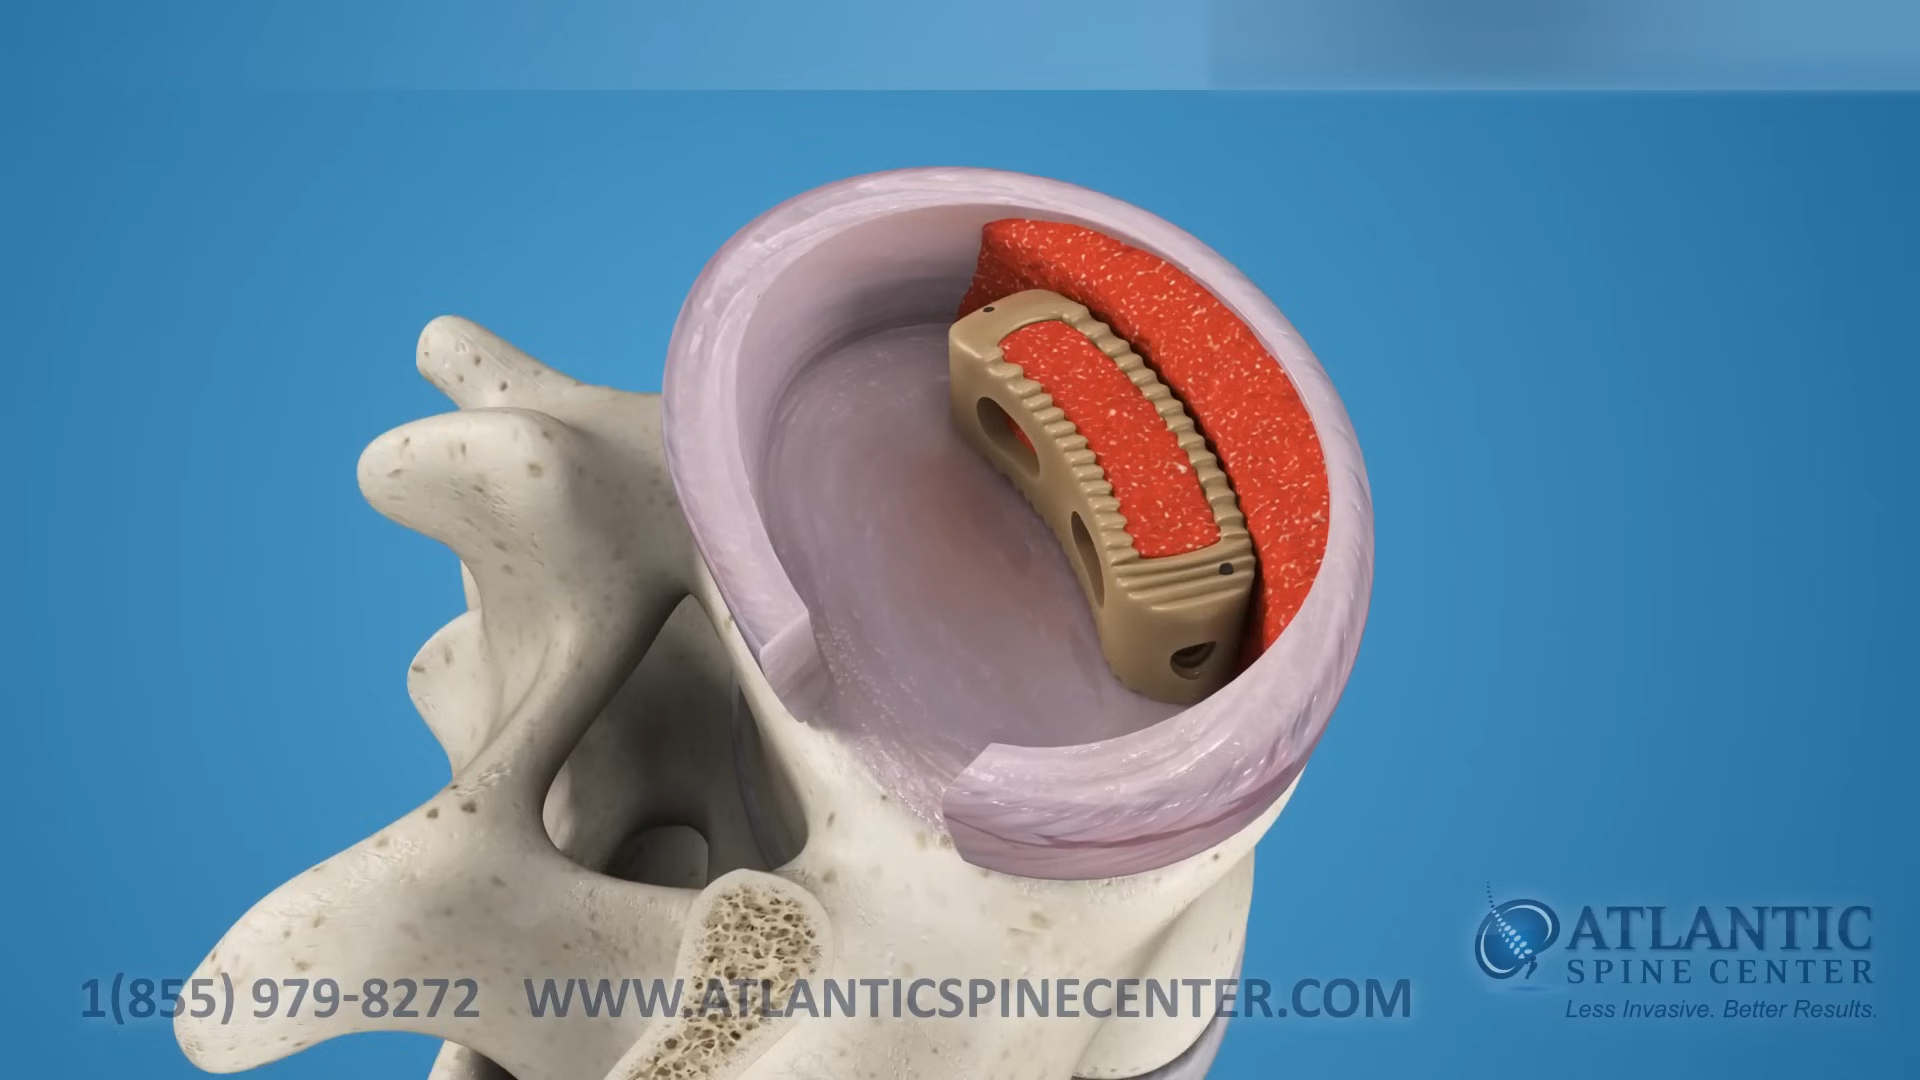 ATLANTIC
SPINE CENTER
Less Invasive. Better Results.
1(855) 979-8272 WWW.ATLANTICSPINECENTER.COM